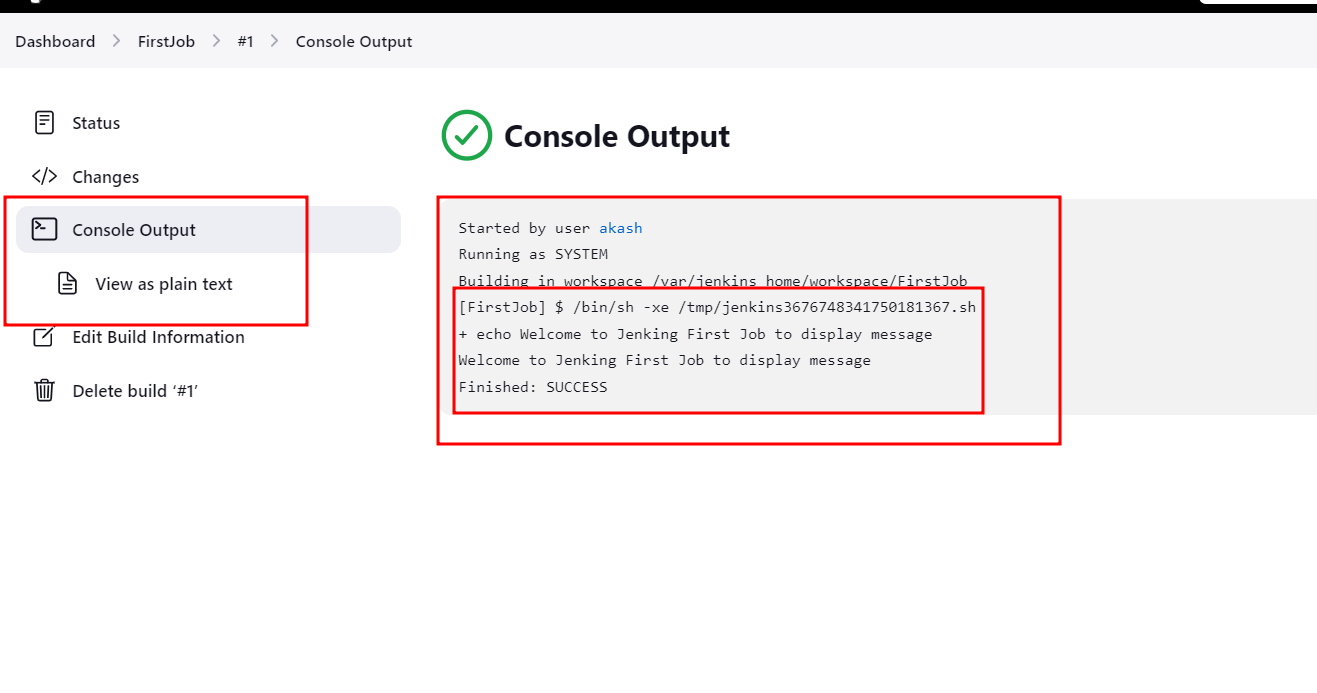 Dashboard > FirstJob > #1 > Console Output
Status
Changes
Console Output
View as plain text
Edit Build Information
Delete build ‘#1’
Console Output
Started by user akash
Running as SYSTEM
Building in workspace /var/jenkins_home/workspace/FirstJob
[FirstJob] $ /bin/sh -xe /tmp/jenkins3676748341750181367.sh
+ echo Welcome to Jenking First Job to display message
Welcome to Jenking First Job to display message
Finished: SUCCESS